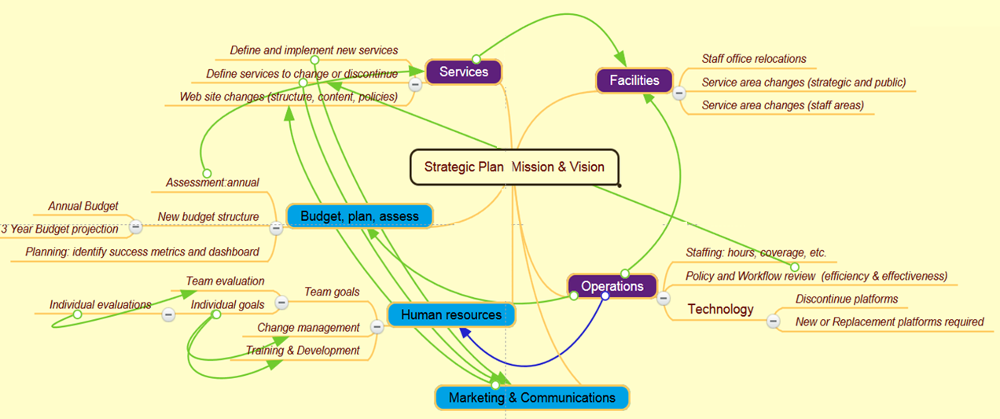 Define and implement new services
Define services to change or discontinue
Web site changes (structure, content, policies)
Services
Facilities
Staff office relocations
Service area changes (strategic and public)
Service area changes (staff areas)
Strategic Plan Mission & Vision
Assessment:annual
Annual Budget
New budget structure
3 Year Budget projection
Planning: identify success metrics and dashboard
Budget, plan, assess
Team evaluation
Team goals
Individual evaluations
Individual goals
Change management
Training & Development
Human resources
Marketing & Communications
Operations
Staffing: hours, coverage, etc.
Policy and Workflow review (efficiency & effectiveness)
Technology
Discontinue platforms
New or Replacement platforms required